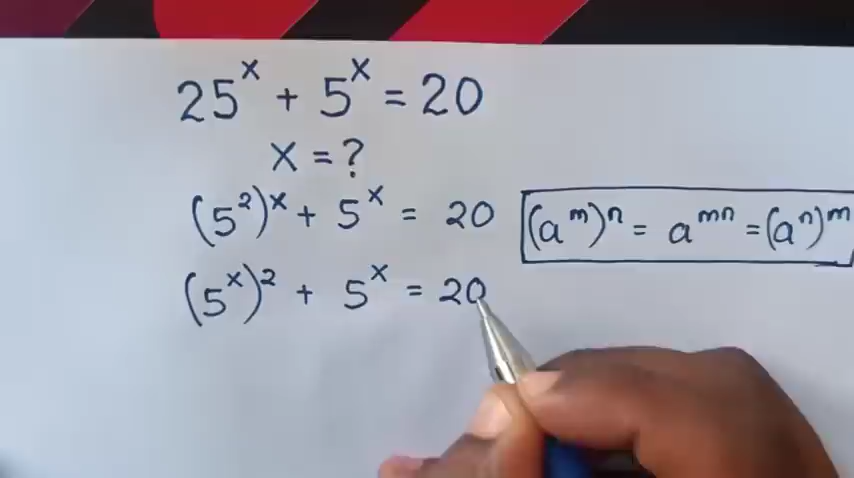 25^x + 5^x = 20
x = ?
(5^2)^x + 5^x = 20
(a^m)^n = a^mn = (a^n)^m
(5^x)^2 + 5^x = 20